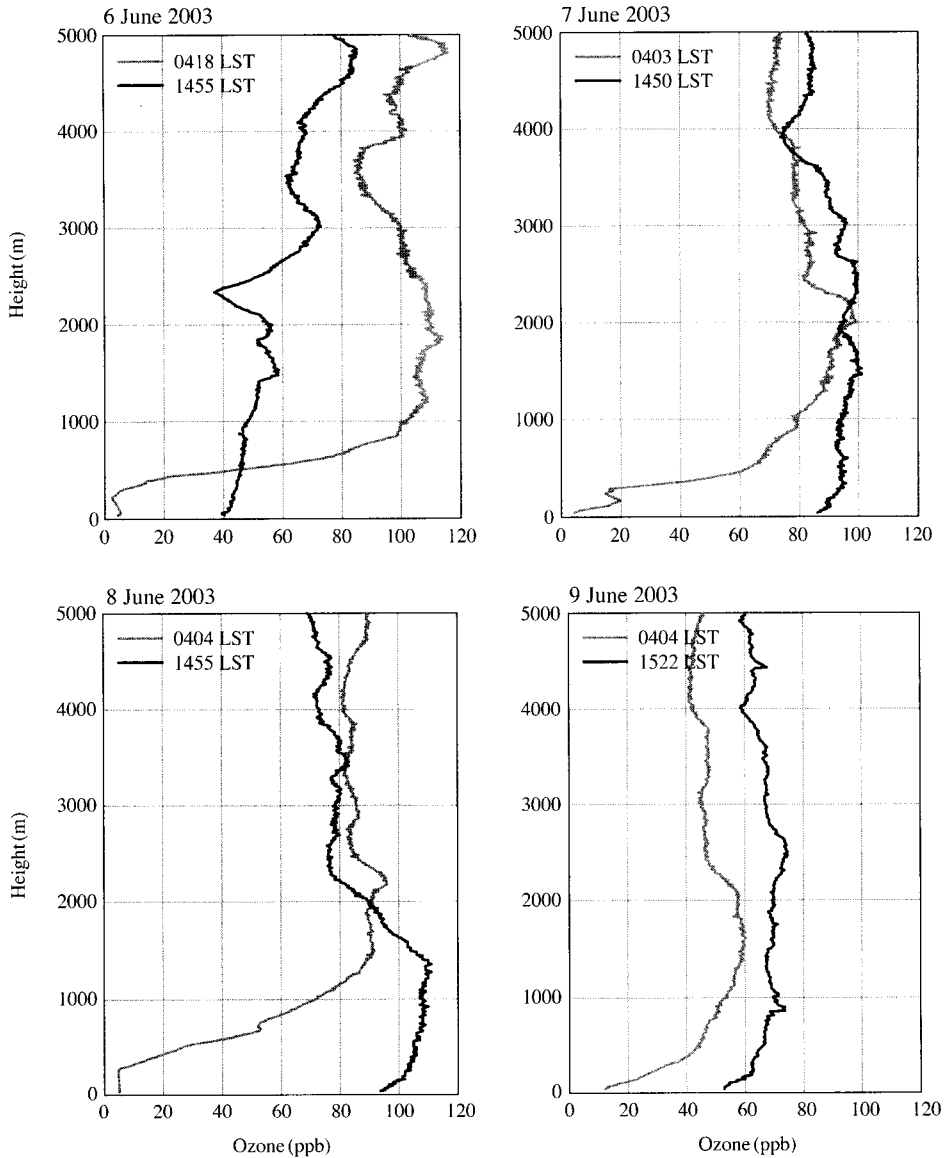 6 June 2003
0418 LST
1455 LST
5000
4000
3000
2000
1000
0
Height (m)
0 20 40 60 80 100 120
7 June 2003
0403 LST
1450 LST
5000
4000
3000
2000
1000
0
0 20 40 60 80 100 120
8 June 2003
0404 LST
1455 LST
5000
4000
3000
2000
1000
0
Height (m)
0 20 40 60 80 100 120
Ozone (ppb)
9 June 2003
0404 LST
1522 LST
5000
4000
3000
2000
1000
0
0 20 40 60 80 100 120
Ozone (ppb)